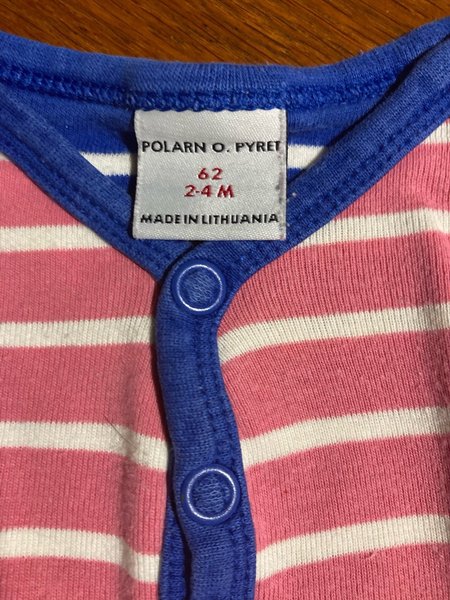 POLARN O. PYRET
62
2-4 M
MADE IN LITHUANIA